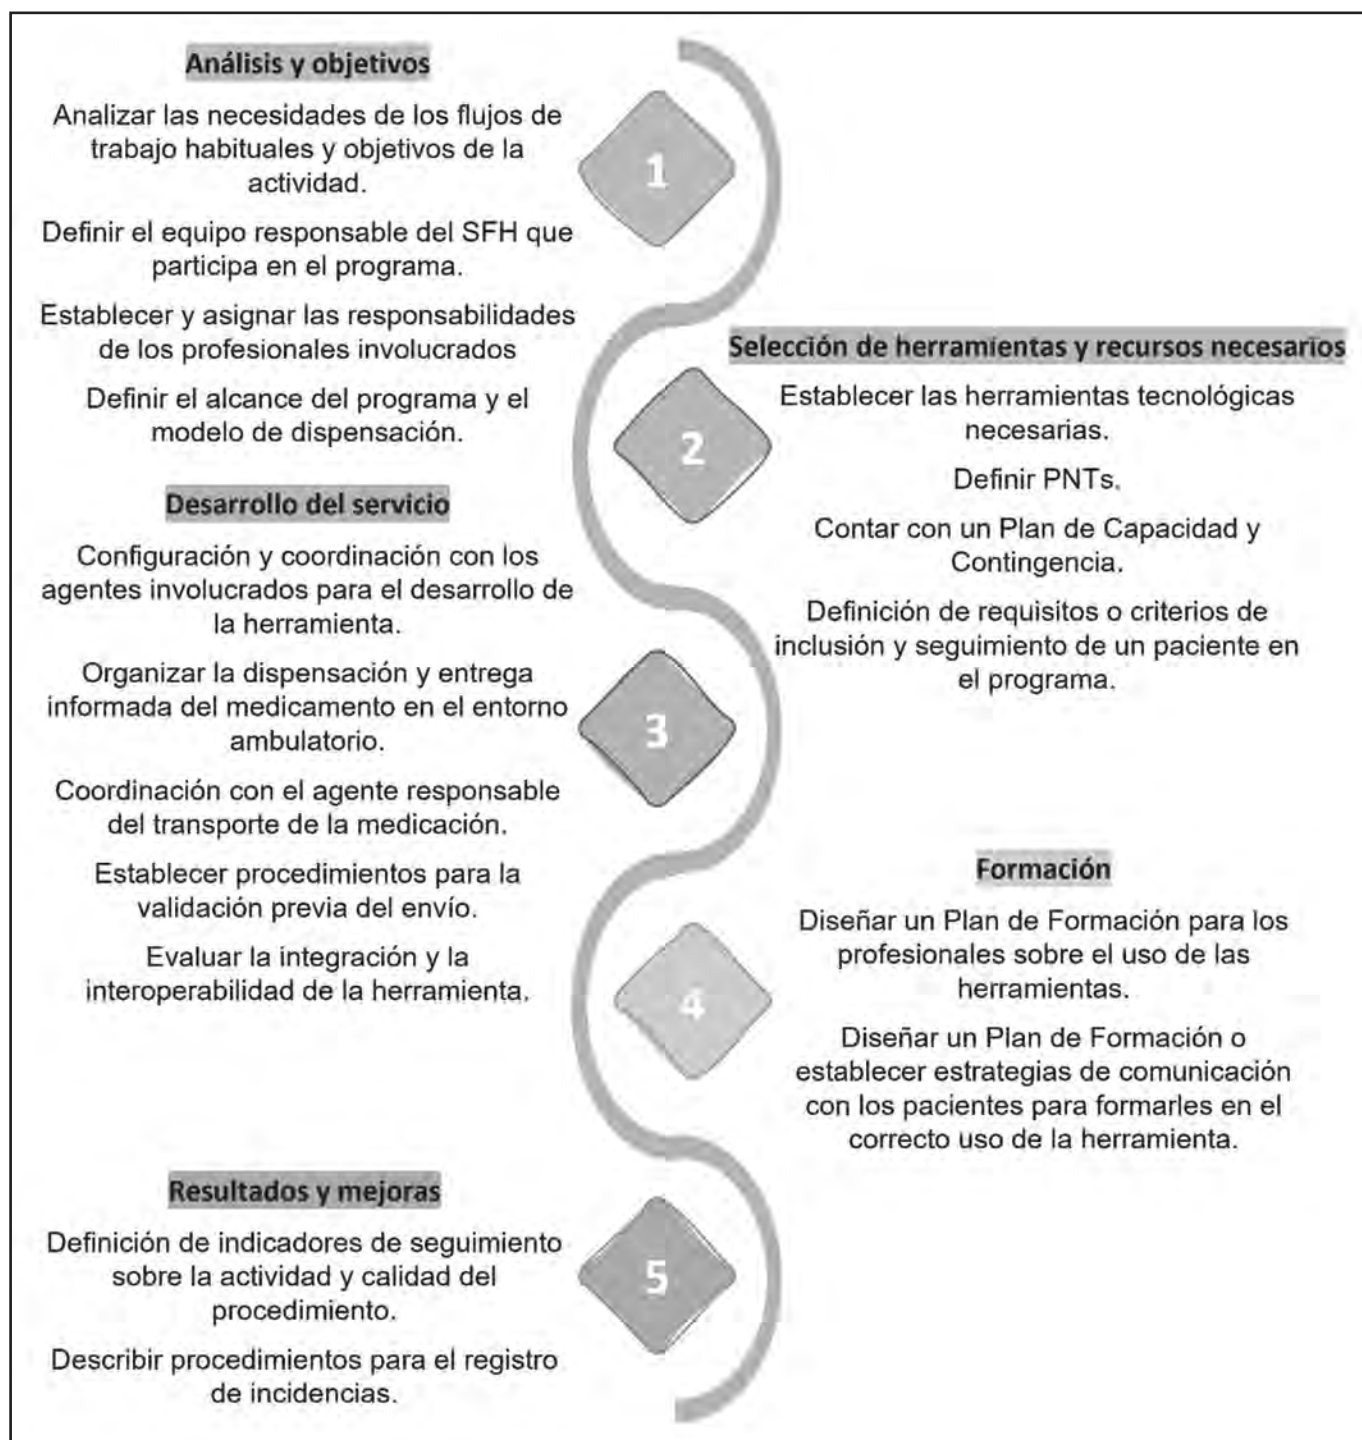 Análisis y objetivos
Analizar las necesidades de los flujos de
trabajo habituales y objetivos de la
actividad.
Definir el equipo responsable del SFH que
participa en el programa.
Establecer y asignar las responsabilidades
de los profesionales involucrados
Definir el alcance del programa y el
modelo de dispensación.
1
Selección de herramientas y recursos necesarios
Establecer las herramientas tecnológicas
necesarias.
Definir PNTs.
Contar con un Plan de Capacidad y
Contingencia.
Definición de requisitos o criterios de
inclusión y seguimiento de un paciente en
el programa.
2
Desarrollo del servicio
Configuración y coordinación con los
agentes involucrados para el desarrollo de
la herramienta.
Organizar la dispensación y entrega
informada del medicamento en el entorno
ambulatorio.
Coordinación con el agente responsable
del transporte de la medicación.
Establecer procedimientos para la
validación previa del envío.
Evaluar la integración y la
interoperabilidad de la herramienta.
3
Formación
Diseñar un Plan de Formación para los
profesionales sobre el uso de las
herramientas.
Diseñar un Plan de Formación o
establecer estrategias de comunicación
con los pacientes para formarles en el
correcto uso de la herramienta.
4
Resultados y mejoras
Definición de indicadores de seguimiento
sobre la actividad y calidad del
procedimiento.
Describir procedimientos para el registro
de incidencias.
5